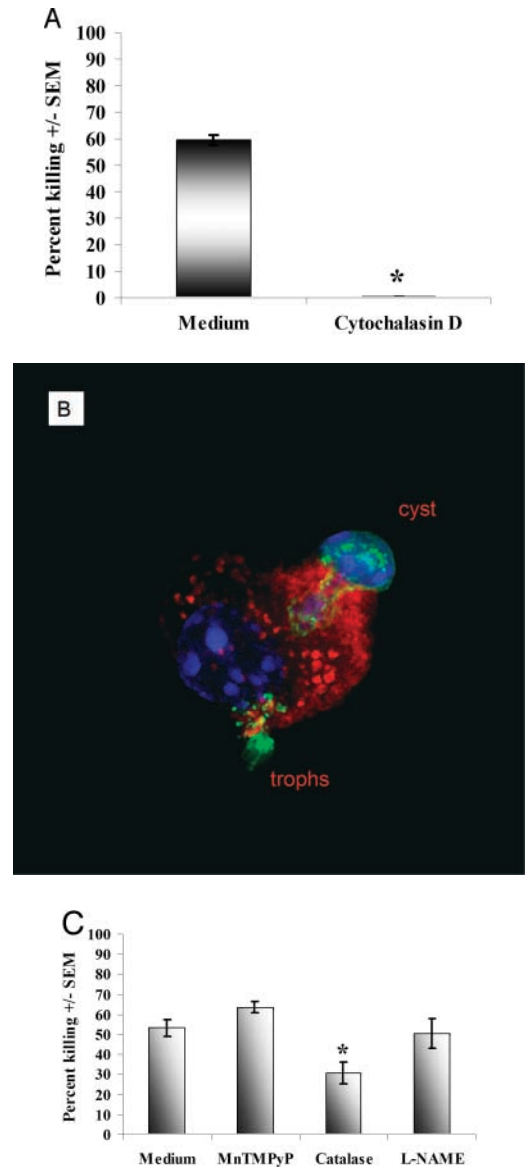 A
Percent killing +/- SEM
100
90
80
70
60
50
40
30
20
10
0
*
Medium
Cytochalasin D
B
cyst
trophs
C
Percent killing +/- SEM
100
90
80
70
60
50
40
30
20
10
0
*
Medium
MnTMPyP
Catalase
L-NAME